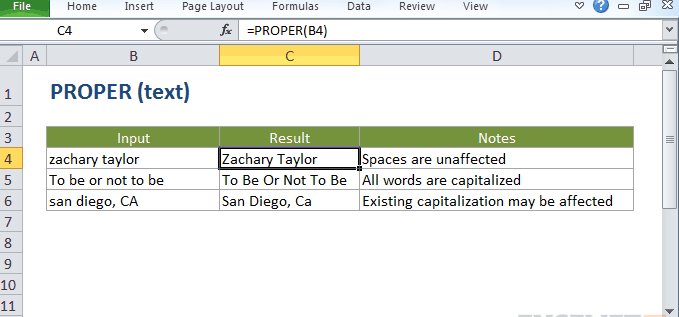 File Home Insert Page Layout Formulas Data Review View
C4 fx =PROPER(B4)
A B C D
1 PROPER (text)
2
3 Input Result Notes
4 zachary taylor Zachary Taylor Spaces are unaffected
5 To be or not to be To Be Or Not To Be All words are capitalized
6 san diego, CA San Diego, Ca Existing capitalization may be affected
7
8
9
10
11